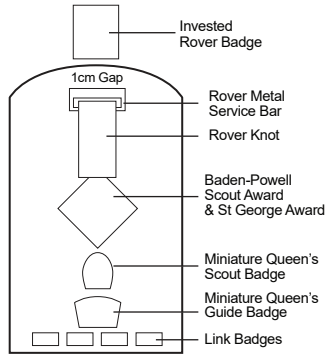 Invested
Rover Badge
1cm Gap
Rover Metal
Service Bar
Rover Knot
Baden-Powell
Scout Award
& St George Award
Miniature Queen's
Scout Badge
Miniature Queen's
Guide Badge
Link Badges